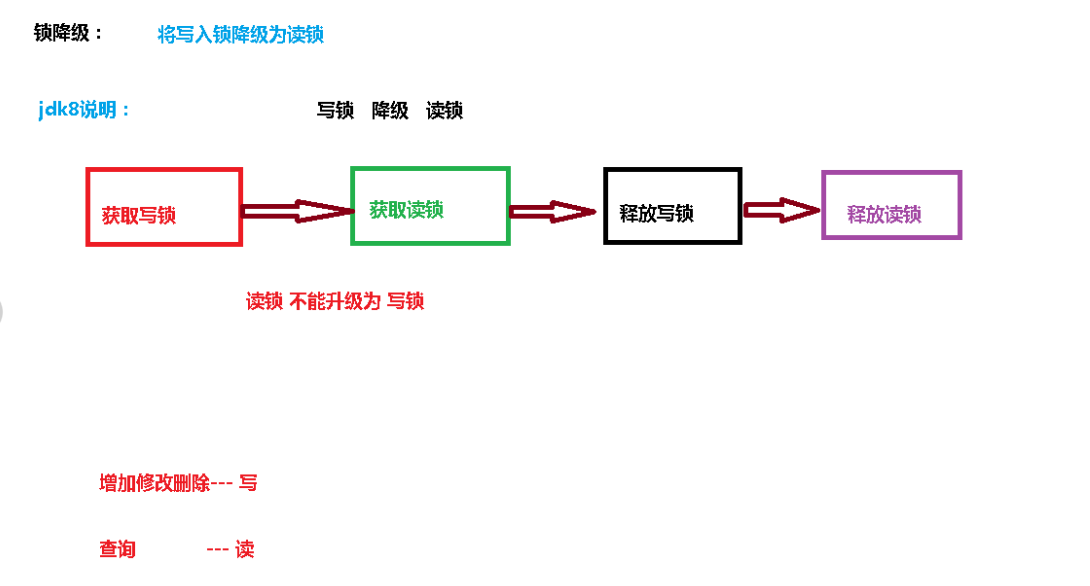 锁降级： 将写入锁降级为读锁
jdk8说明： 写锁 降级 读锁
获取写锁 获取读锁 释放写锁 释放读锁
读锁 不能升级为 写锁
增加修改删除--- 写
查询 --- 读